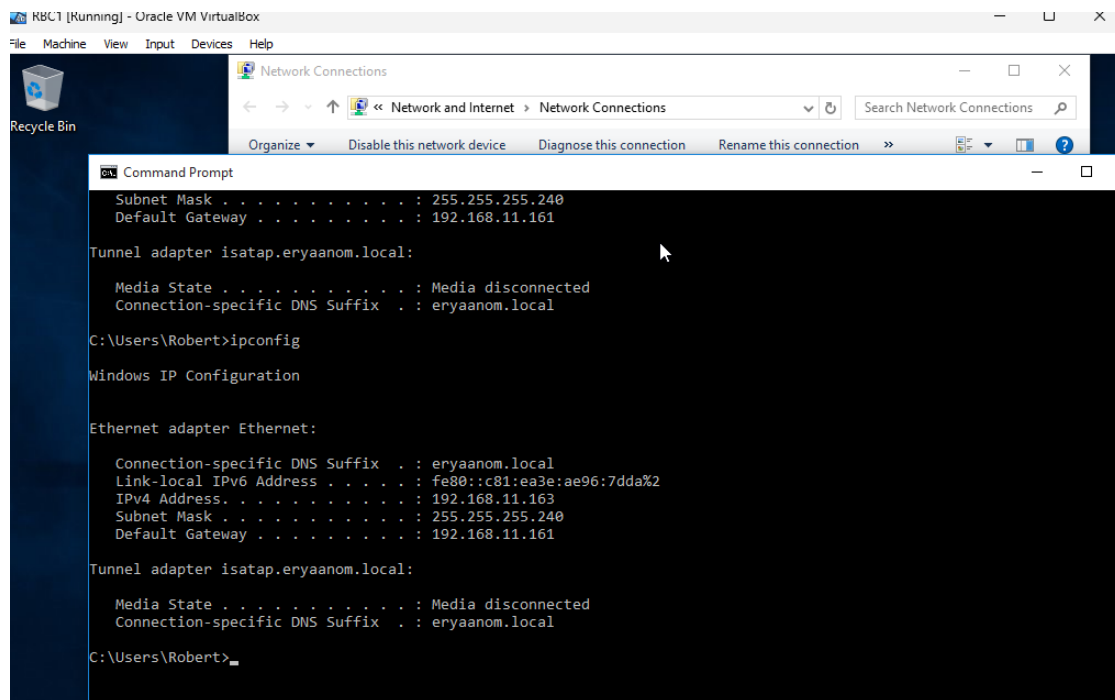 RBC1 [Running] - Oracle VM VirtualBox
File Machine View Input Devices Help
Recycle Bin
Network Connections
« Network and Internet › Network Connections
Search Network Connections
Organize Disable this network device Diagnose this connection Rename this connection »
Command Prompt
Subnet Mask . . . . . . . . . . . : 255.255.255.240
Default Gateway . . . . . . . . . : 192.168.11.161
Tunnel adapter isatap.eryaanom.local:
Media State . . . . . . . . . . . : Media disconnected
Connection-specific DNS Suffix  . : eryaanom.local
C:\Users\Robert>ipconfig
Windows IP Configuration
Ethernet adapter Ethernet:
Connection-specific DNS Suffix  . : eryaanom.local
Link-local IPv6 Address . . . . . : fe80::c81:ea3e:ae96:7dda%2
IPv4 Address. . . . . . . . . . . : 192.168.11.163
Subnet Mask . . . . . . . . . . . : 255.255.255.240
Default Gateway . . . . . . . . . : 192.168.11.161
Tunnel adapter isatap.eryaanom.local:
Media State . . . . . . . . . . . : Media disconnected
Connection-specific DNS Suffix  . : eryaanom.local
C:\Users\Robert>_